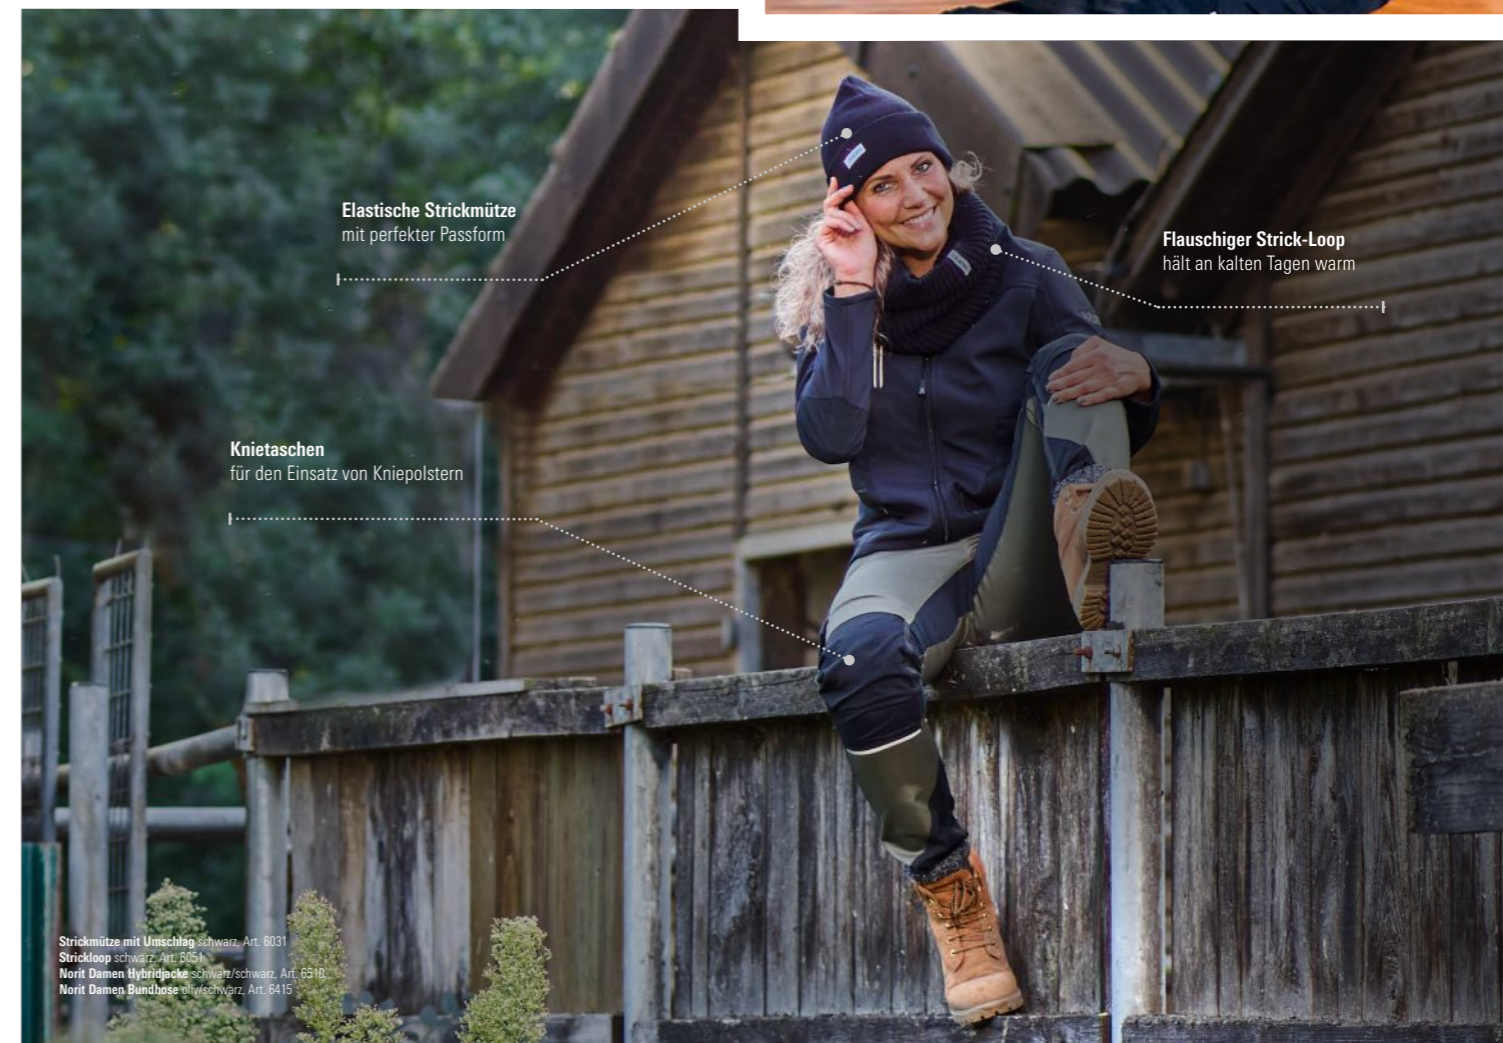 Elastische Strickmütze
mit perfekter Passform
Flauschiger Strick-Loop
hält an kalten Tagen warm
Knietaschen
für den Einsatz von Kniepolstern
Strickmütze mit Umschlag schwarz, Art. 6031
Strickloop schwarz, Art. 6051
Norit Damen Hybridjacke schwarz/schwarz, Art. 6510
Norit Damen Bundhose oliv/schwarz, Art. 6415